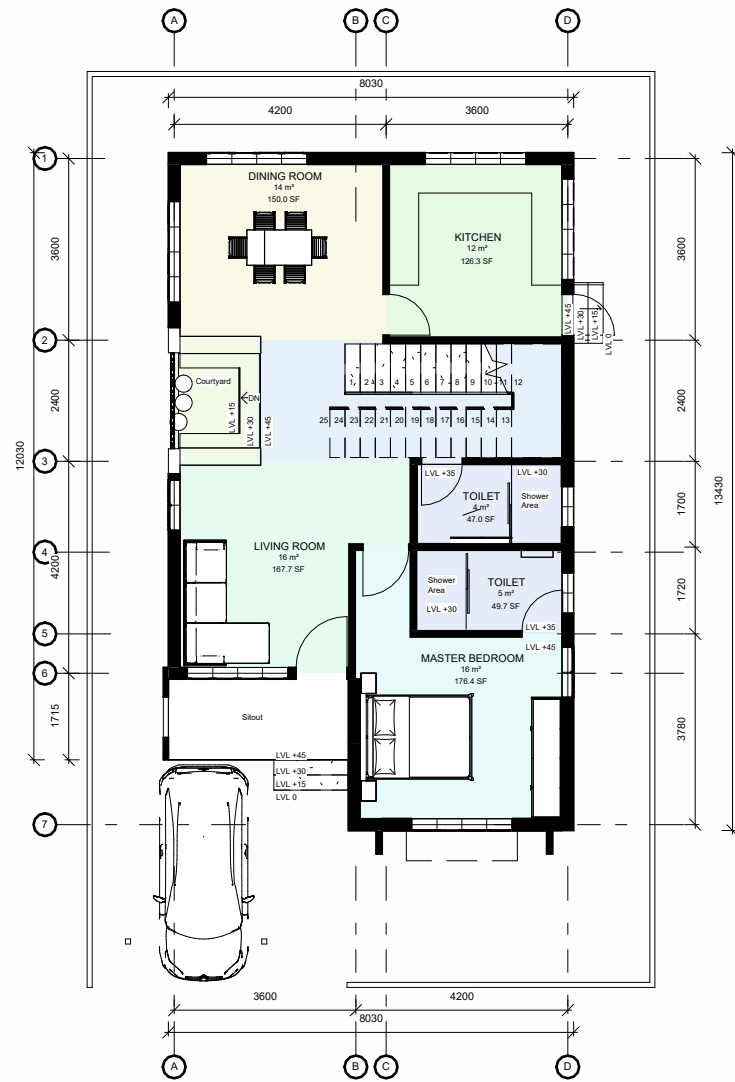 A
B
C
D
8030
4200
3600
1
DINING ROOM
14 m²
150.0 SF
KITCHEN
12 m²
126.3 SF
3600
3600
LVL +45
LVL +30
LVL +15
LVL 0
2
Courtyard
DN
LVL +15
LVL +30
LVL +45
1 2 3 4 5 6 7 8 9 10 11 12
25 24 23 22 21 20 19 18 17 16 15 14 13
2400
2400
12030
13430
3
LVL +35
LVL +30
TOILET
4 m²
47.0 SF
Shower
Area
1700
4
4200
LIVING ROOM
16 m²
167.7 SF
Shower
Area
LVL +30
TOILET
5 m²
49.7 SF
LVL +35
1720
5
LVL +45
MASTER BEDROOM
16 m²
176.4 SF
6
1715
Sitout
3780
LVL +45
LVL +30
LVL +15
LVL 0
7
3600
4200
8030
A
B
C
D